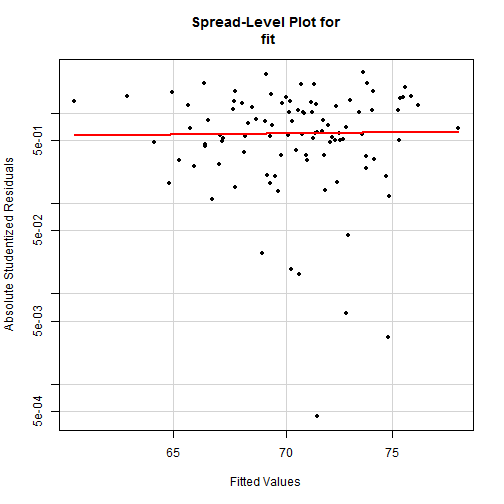 Spread-Level Plot for
fit
Absolute Studentized Residuals
5e-01
5e-02
5e-03
5e-04
65
70
75
Fitted Values